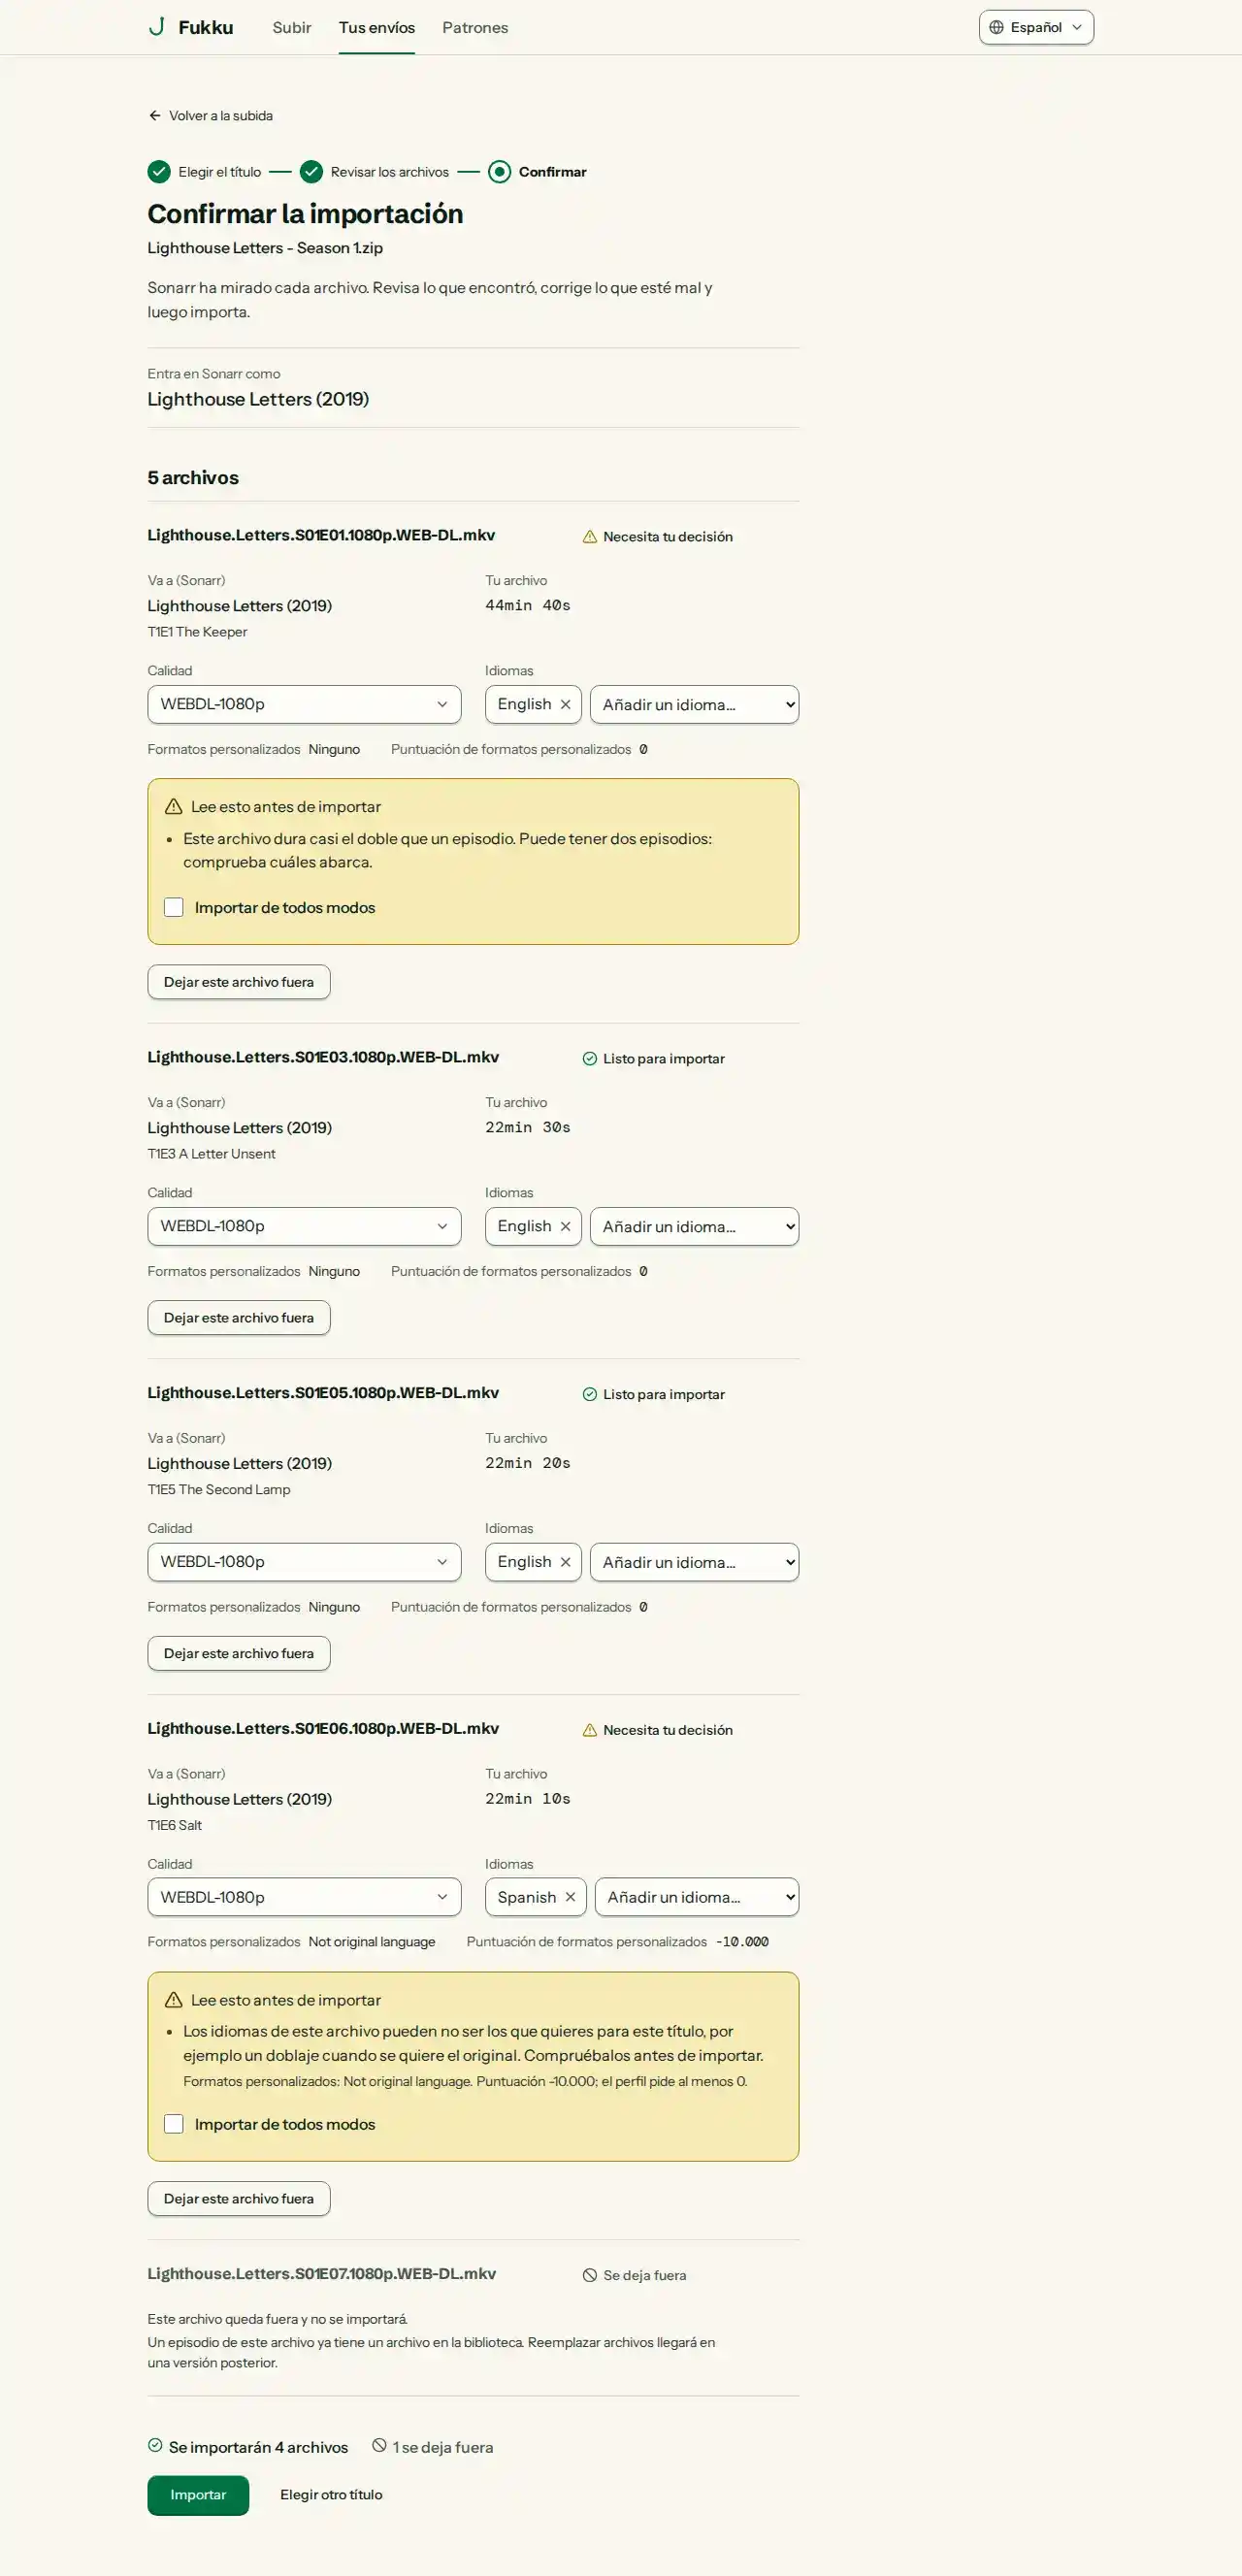 Fukku
Subir
Tus envíos
Patrones
Español
Volver a la subida
Elegir el título
Revisar los archivos
Confirmar
Confirmar la importación
Lighthouse Letters - Season 1.zip
Sonarr ha mirado cada archivo. Revisa lo que encontró, corrige lo que esté mal y
luego importa.
Entra en Sonarr como
Lighthouse Letters (2019)
5 archivos
Lighthouse.Letters.S01E01.1080p.WEB-DL.mkv
Necesita tu decisión
Va a (Sonarr)
Tu archivo
Lighthouse Letters (2019)
44min 40s
T1E1 The Keeper
Calidad
Idiomas
WEBDL-1080p
English
Añadir un idioma...
Formatos personalizados Ninguno
Puntuación de formatos personalizados 0
Lee esto antes de importar
• Este archivo dura casi el doble que un episodio. Puede tener dos episodios:
comprueba cuáles abarca.
Importar de todos modos
Dejar este archivo fuera
Lighthouse.Letters.S01E03.1080p.WEB-DL.mkv
Listo para importar
Va a (Sonarr)
Tu archivo
Lighthouse Letters (2019)
22min 30s
T1E3 A Letter Unsent
Calidad
Idiomas
WEBDL-1080p
English
Añadir un idioma...
Formatos personalizados Ninguno
Puntuación de formatos personalizados 0
Dejar este archivo fuera
Lighthouse.Letters.S01E05.1080p.WEB-DL.mkv
Listo para importar
Va a (Sonarr)
Tu archivo
Lighthouse Letters (2019)
22min 20s
T1E5 The Second Lamp
Calidad
Idiomas
WEBDL-1080p
English
Añadir un idioma...
Formatos personalizados Ninguno
Puntuación de formatos personalizados 0
Dejar este archivo fuera
Lighthouse.Letters.S01E06.1080p.WEB-DL.mkv
Necesita tu decisión
Va a (Sonarr)
Tu archivo
Lighthouse Letters (2019)
22min 10s
T1E6 Salt
Calidad
Idiomas
WEBDL-1080p
Spanish
Añadir un idioma...
Formatos personalizados Not original language
Puntuación de formatos personalizados -10.000
Lee esto antes de importar
• Los idiomas de este archivo pueden no ser los que quieres para este título, por
ejemplo un doblaje cuando se quiere el original. Compruébalos antes de importar.
Formatos personalizados: Not original language. Puntuación -10.000; el perfil pide al menos 0.
Importar de todos modos
Dejar este archivo fuera
Lighthouse.Letters.S01E07.1080p.WEB-DL.mkv
Se deja fuera
Este archivo queda fuera y no se importará.
Un episodio de este archivo ya tiene un archivo en la biblioteca. Reemplazar archivos llegará en
una versión posterior.
Se importarán 4 archivos
1 se deja fuera
Importar
Elegir otro título